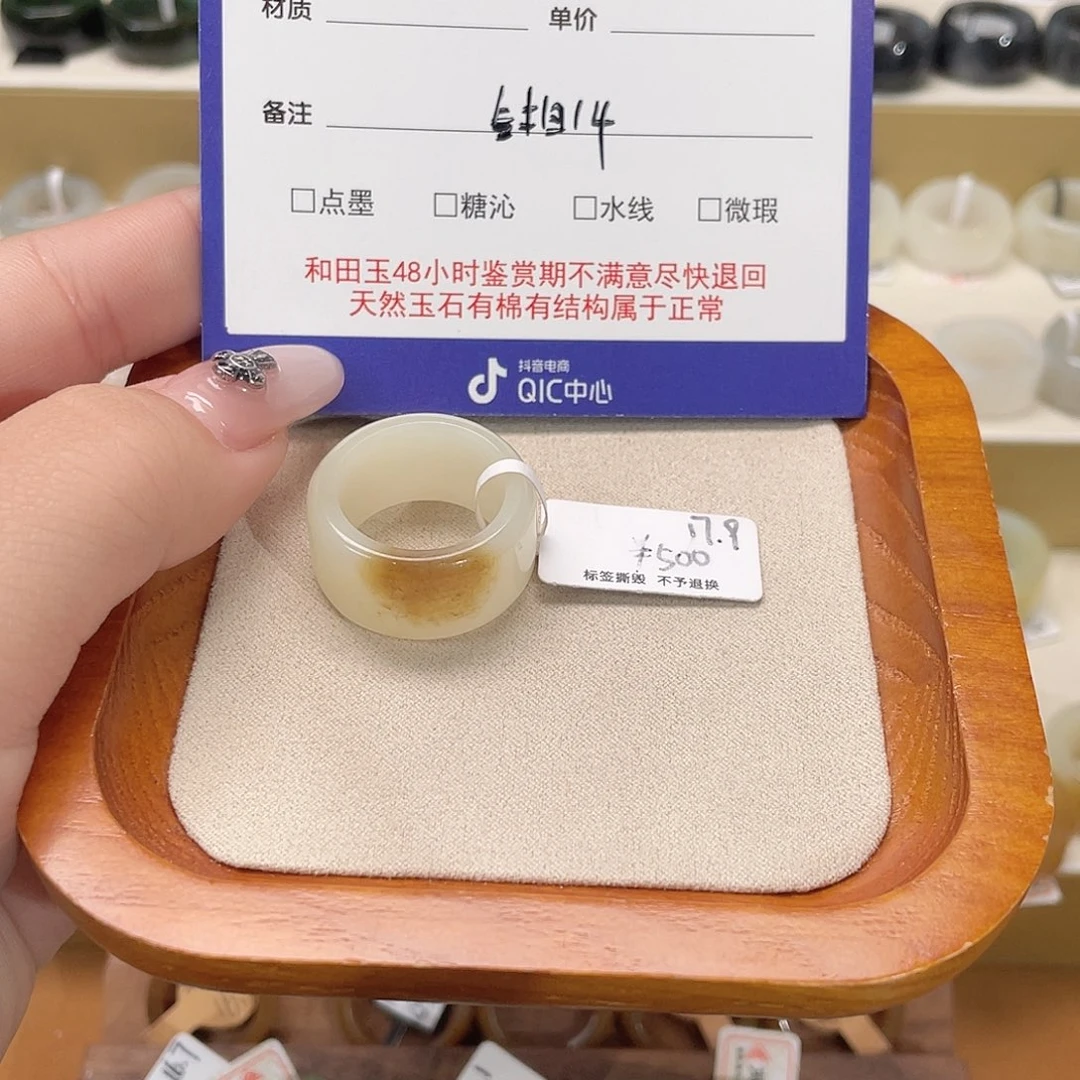 材质 单价
备注
14
□点墨 □糖沁 □水线 □微瑕
和田玉48小时鉴赏期不满意尽快退回
天然玉石有棉有结构属于正常
抖音电商
QIC中心
17.9
¥500
标签撕毁 不予退换
16.7